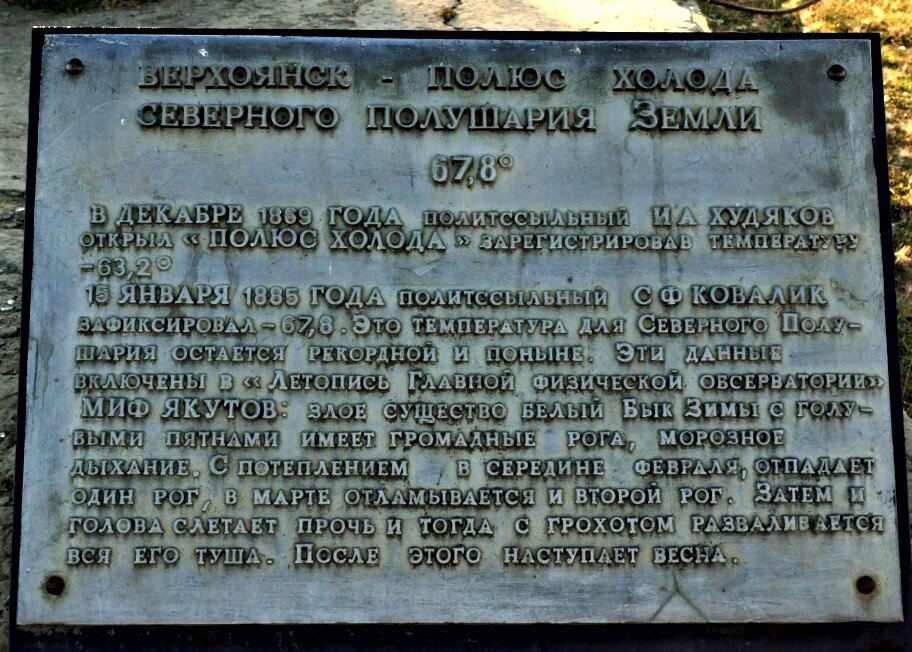 ВЕРХОЯНСК - ПОЛЮС ХОЛОДА
СЕВЕРНОГО ПОЛУШАРИЯ ЗЕМЛИ
67,8°
В ДЕКАБРЕ 1869 ГОДА ПОЛИТССЫЛЬНЫЙ И А ХУДЯКОВ
ОТКРЫЛ «ПОЛЮС ХОЛОДА» ЗАРЕГИСТРИРОВАВ ТЕМПЕРАТУРУ
-63,2°
15 ЯНВАРЯ 1885 ГОДА ПОЛИТССЫЛЬНЫЙ С Ф КОВАЛИК
ЗАФИКСИРОВАЛ -67,8. ЭТО ТЕМПЕРАТУРА ДЛЯ СЕВЕРНОГО ПОЛУ-
ШАРИЯ ОСТАЕТСЯ РЕКОРДНОЙ И ПОНЫНЕ. ЭТИ ДАННЫЕ
ВКЛЮЧЕНЫ В «ЛЕТОПИСЬ ГЛАВНОЙ ФИЗИЧЕСКОЙ ОБСЕРВАТОРИИ»
МИФ ЯКУТОВ: ЗЛОЕ СУЩЕСТВО БЕЛЫЙ БЫК ЗИМЫ С ГОЛУ-
БЫМИ ПЯТНАМИ ИМЕЕТ ГРОМАДНЫЕ РОГА, МОРОЗНОЕ
ДЫХАНИЕ. С ПОТЕПЛЕНИЕМ В СЕРЕДИНЕ ФЕВРАЛЯ, ОТПАДАЕТ
ОДИН РОГ, В МАРТЕ ОТЛАМЫВАЕТСЯ И ВТОРОЙ РОГ. ЗАТЕМ И
ГОЛОВА СЛЕТАЕТ ПРОЧЬ И ТОГДА С ГРОХОТОМ РАЗВАЛИВАЕТСЯ
ВСЯ ЕГО ТУША. ПОСЛЕ ЭТОГО НАСТУПАЕТ ВЕСНА.